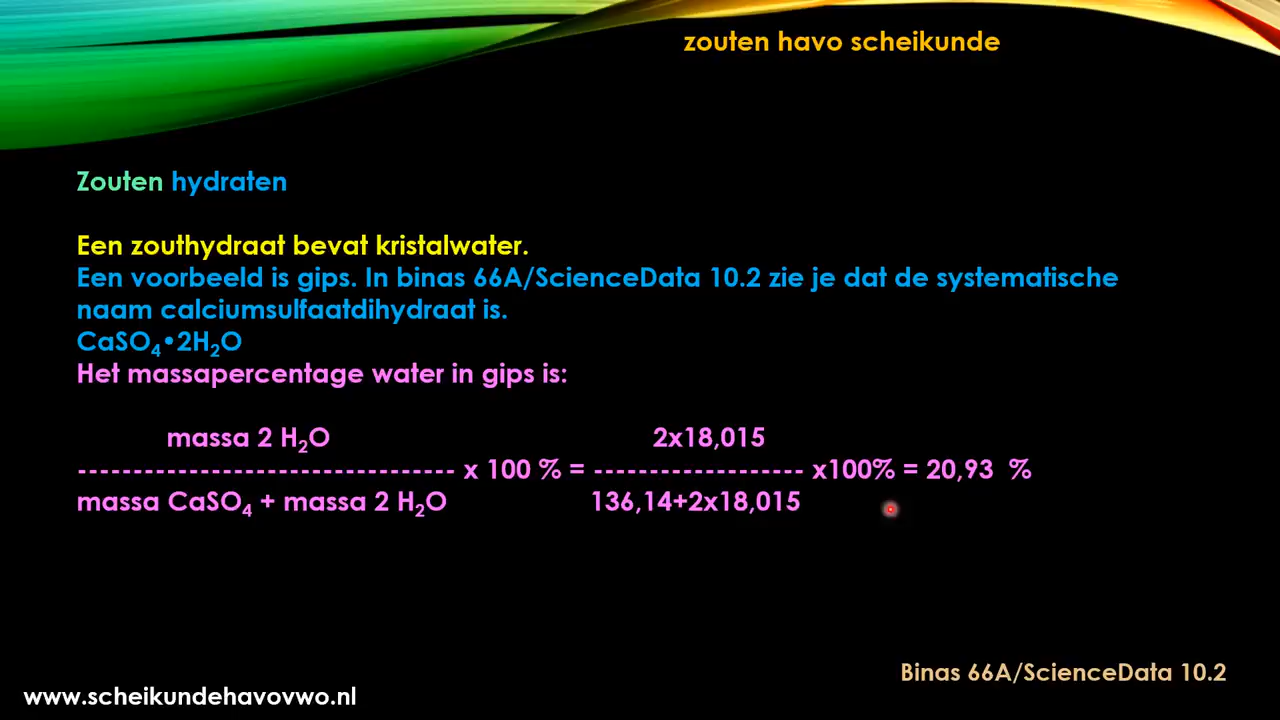 zouten havo scheikunde
Zouten hydraten
Een zouthydraat bevat kristalwater.
Een voorbeeld is gips. In binas 66A/ScienceData 10.2 zie je dat de systematische
naam calciumsulfaatdihydraat is.
CaSO₄•2H₂O
Het massapercentage water in gips is:
massa 2 H₂O 2x18,015
---------------------------------- x 100 % = ------------------- x100% = 20,93 %
massa CaSO₄ + massa 2 H₂O 136,14+2x18,015
Binas 66A/ScienceData 10.2
www.scheikundehavovwo.nl